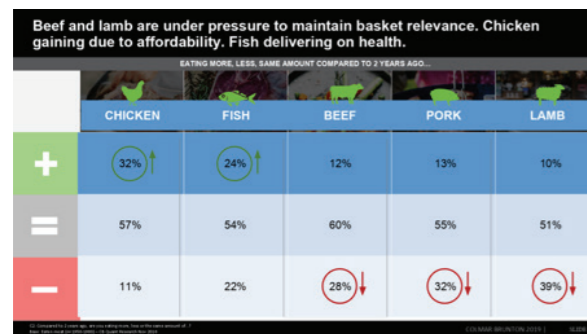 Beef and lamb are under pressure to maintain basket relevance. Chicken
gaining due to affordability. Fish delivering on health.
EATING MORE, LESS, SAME AMOUNT COMPARED TO 2 YEARS AGO...
CHICKEN FISH BEEF PORK LAMB
+ 32% 24% 12% 13% 10%
= 57% 54% 60% 55% 51%
− 11% 22% 28% 32% 39%
COLMAR BRUNTON 2019 |